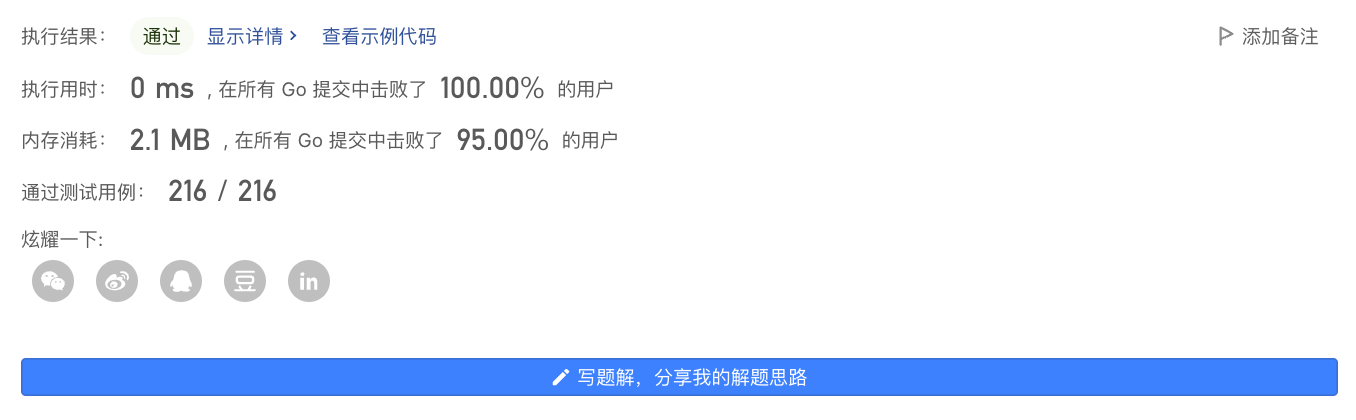 执行结果： 通过 显示详情 > 查看示例代码 添加备注
执行用时： 0 ms , 在所有 Go 提交中击败了 100.00% 的用户
内存消耗： 2.1 MB , 在所有 Go 提交中击败了 95.00% 的用户
通过测试用例： 216 / 216
炫耀一下:
豆 in
写题解，分享我的解题思路